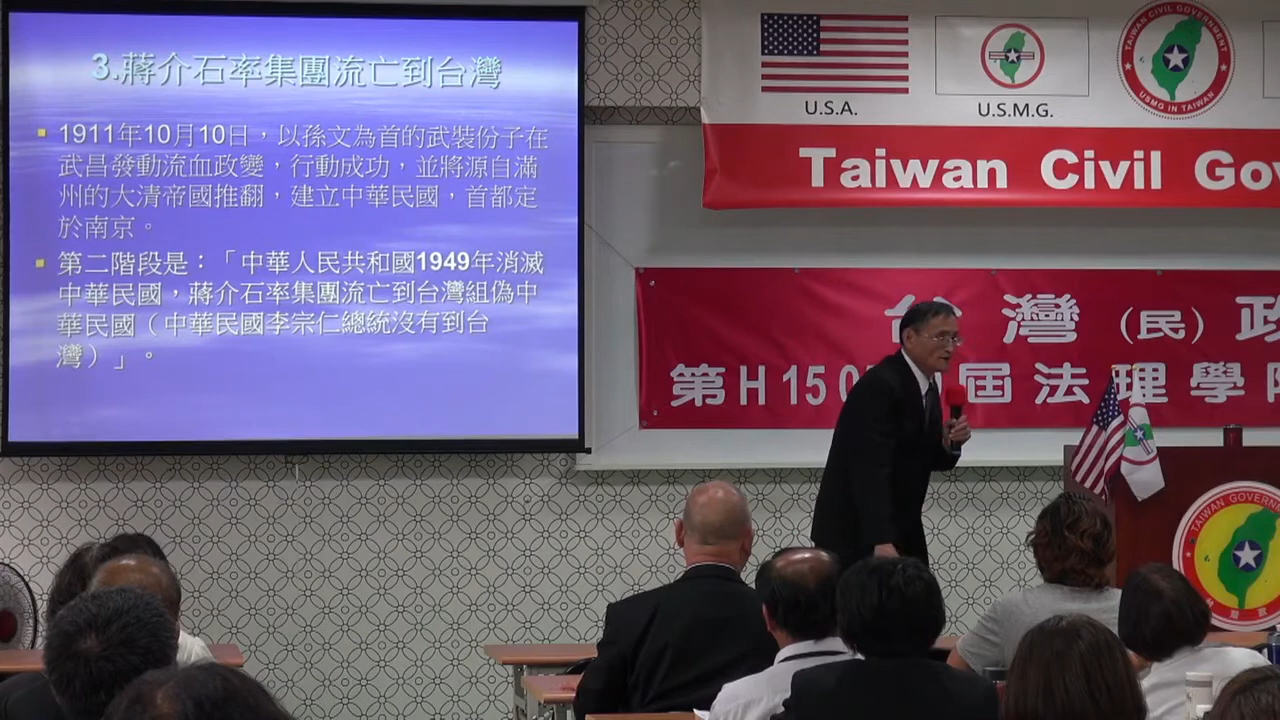 3.蔣介石率集團流亡到台灣
1911年10月10日，以孫文為首的武裝份子在
武昌發動流血政變，行動成功，並將源自滿
州的大清帝國推翻，建立中華民國，首都定
於南京。
第二階段是：「中華人民共和國1949年消滅
中華民國，蔣介石率集團流亡到台灣組偽中
華民國（中華民國李宗仁總統沒有到台
灣）」。
U.S.A.
U.S.M.G.
TAIWAN CIVIL GOVERNMENT
USMG IN TAIWAN
Taiwan Civil Gov
台灣（民）政
第H150 屆法理學
TAIWAN GOVERNMENT